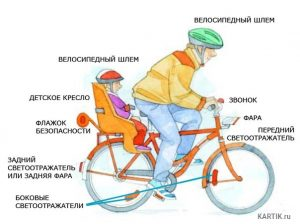 ВЕЛОСИПЕДНЫЙ ШЛЕМ
ВЕЛОСИПЕДНЫЙ ШЛЕМ
ДЕТСКОЕ КРЕСЛО
ЗВОНОК
ФЛАЖОК
БЕЗОПАСНОСТИ
ФАРА
ПЕРЕДНИЙ
СВЕТООТРАЖАТЕЛЬ
ЗАДНИЙ
СВЕТООТРАЖАТЕЛЬ
ИЛИ ЗАДНЯЯ ФАРА
БОКОВЫЕ
СВЕТООТРАЖАТЕЛИ
KARTIK.ru